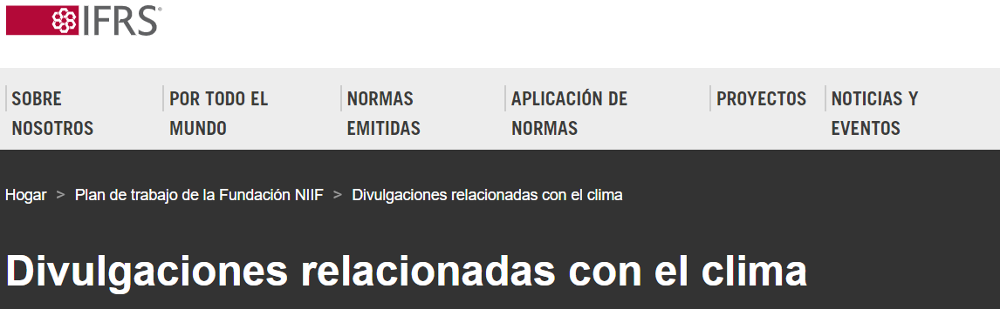 IFRS®
SOBRE NOSOTROS
POR TODO EL MUNDO
NORMAS EMITIDAS
APLICACIÓN DE NORMAS
PROYECTOS
NOTICIAS Y EVENTOS
Hogar > Plan de trabajo de la Fundación NIIF > Divulgaciones relacionadas con el clima
Divulgaciones relacionadas con el clima